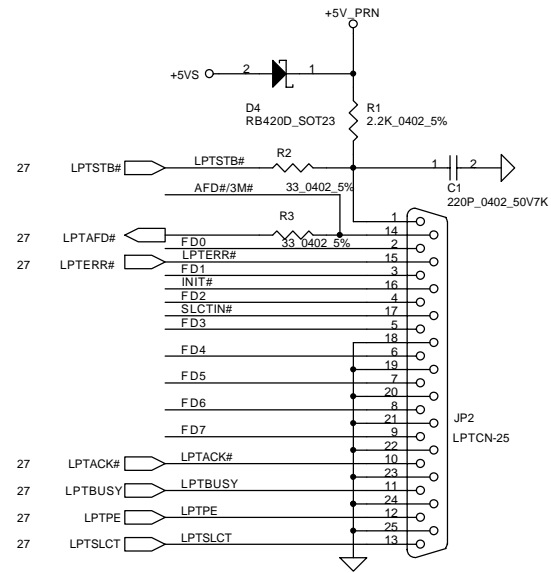 +5V_PRN
+5VS 2 1
D4
RB420D_SOT23
R1
2.2K_0402_5%
27 LPTSTB# LPTSTB# R2
33_0402_5%
1 2
C1
220P_0402_50V7K
AFD#/3M#
1
27 LPTAFD# R3
33_0402_5%
14
FD0 2
27 LPTERR# LPTERR# 15
FD1 3
INIT# 16
FD2 4
SLCTIN# 17
FD3 5
18
FD4 6
19
FD5 7
20
FD6 8
21
FD7 9
22
27 LPTACK# LPTACK# 10
23
27 LPTBUSY LPTBUSY 11
24
27 LPTPE LPTPE 12
25
27 LPTSLCT LPTSLCT 13
JP2
LPTCN-25